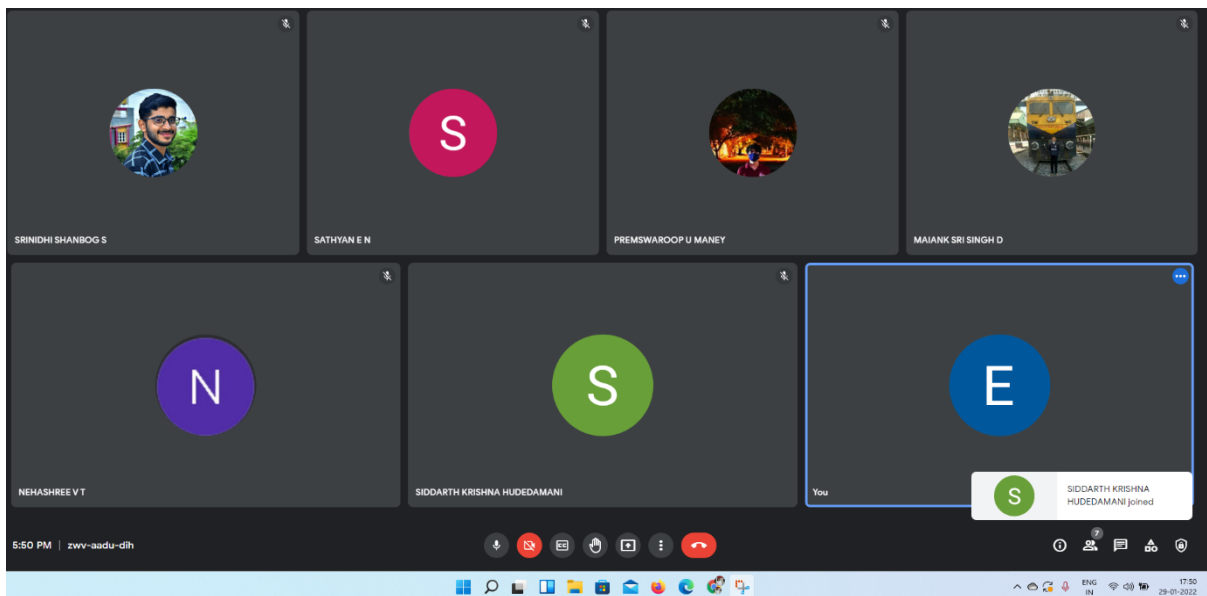 S
SRINIDHI SHANBOG S
SATHYAN E N
PREMSWAROOP U MANEY
MAIANK SRI SINGH D
N
S
E
NEHASHREE V T
SIDDARTH KRISHNA HUDEDAMANI
You
S
SIDDARTH KRISHNA
HUDEDAMANI joined
5:50 PM | zwv-aadu-dih
CC
7
ENG
IN
17:50
29-01-2022